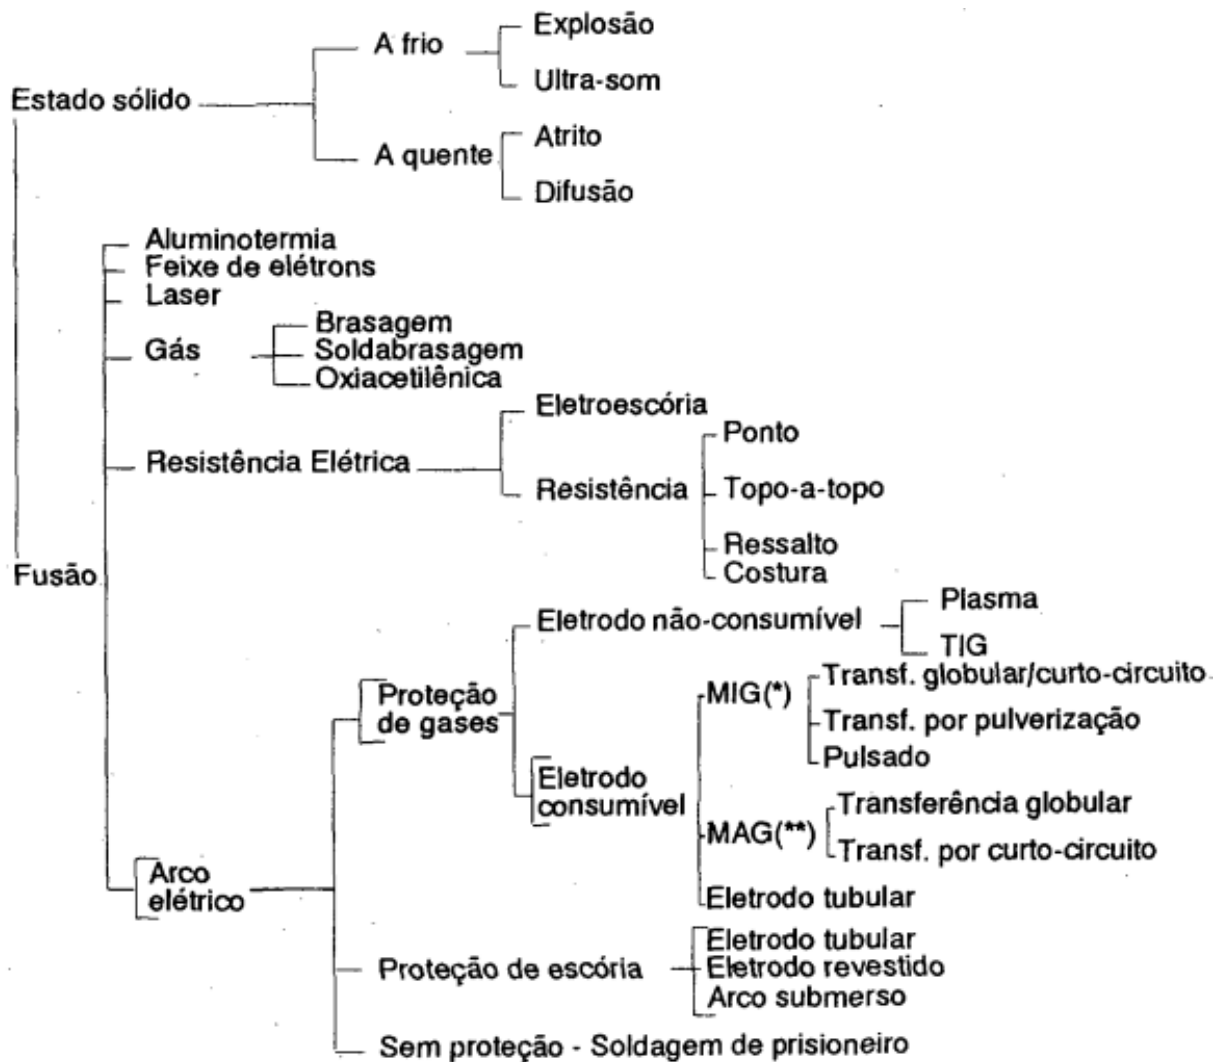 Explosão
A frio
Ultra-som
Estado sólido
Atrito
A quente
Difusão
Aluminotermia
Feixe de elétrons
Laser
Gás
Brasagem
Soldabrasagem
Oxiacetilênica
Eletroescória
Ponto
Resistência Elétrica
Resistência
Topo-a-topo
Ressalto
Costura
Fusão
Plasma
Eletrodo não-consumível
TIG
Proteção
de gases
MIG(*)
Transf. globular/curto-circuito
Transf. por pulverização
Pulsado
Eletrodo
consumível
Transferência globular
MAG(**)
Transf. por curto-circuito
Arco
elétrico
Eletrodo tubular
Eletrodo tubular
Proteção de escória
Eletrodo revestido
Arco submerso
Sem proteção - Soldagem de prisioneiro